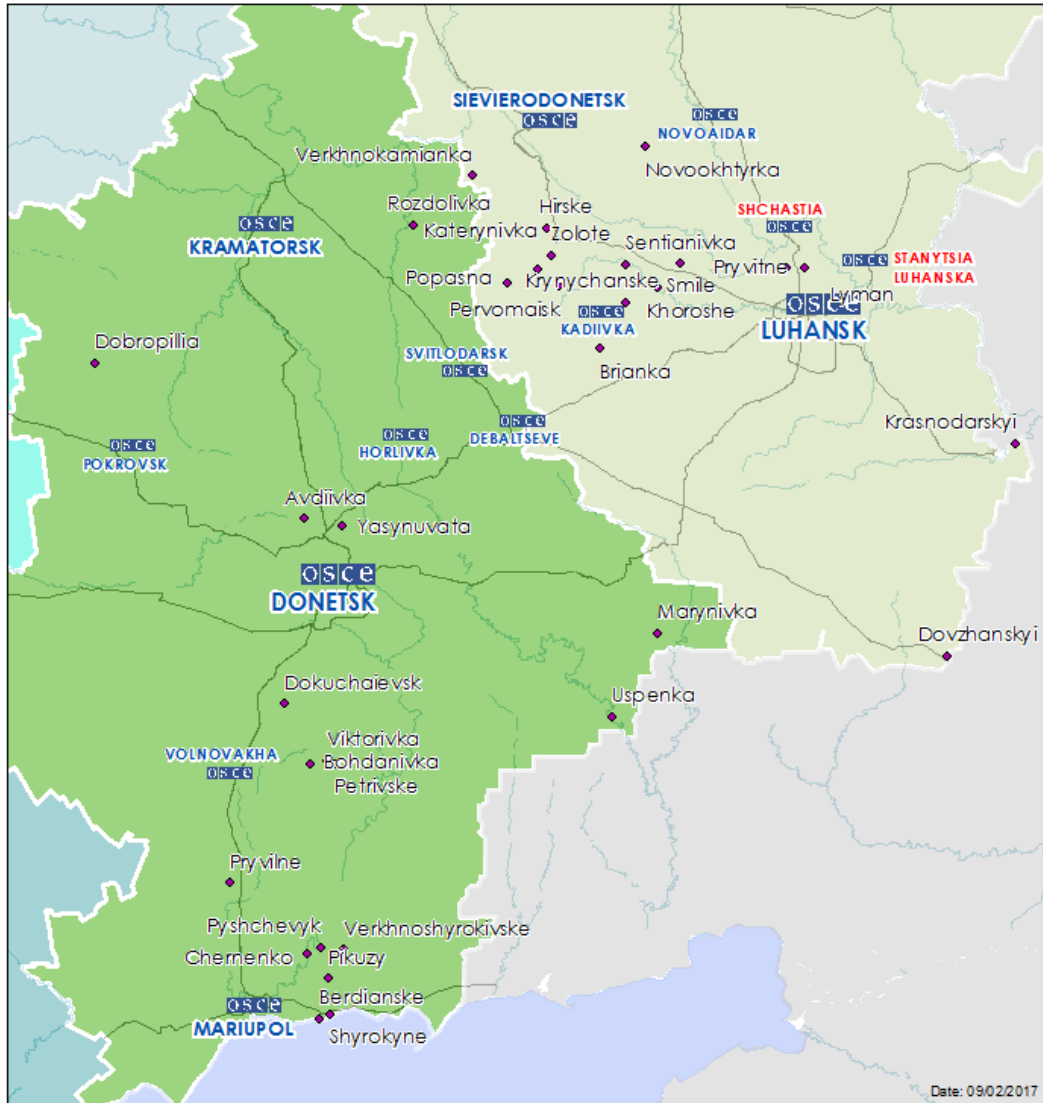 SIEVIERODONETSK
osce
osce
NOVOAIDAR
Verkhnokamianka
Novookhtyrka
Rozdolivka
Hirske
SHCHASTIA
osce
osce
KRAMATORSK
Katerynivka
Zolote
Sentianivka
Pryvitne
osce
STANYTSIA
LUHANSKA
Popasna
Krynychanske
Smile
Lyman
Pervomaisk
osce
KADIIVKA
Khoroshe
osce
LUHANSK
Dobropillia
SVITLODARSK
osce
Brianka
osce
POKROVSK
osce
HORLIVKA
osce
DEBALTSEVE
Krasnodarskyi
Avdiivka
Yasynuvata
osce
DONETSK
Marynivka
Dovzhanskyi
Dokuchaievsk
Uspenka
VOLNOVAKHA
osce
Viktorivka
Bohdanivka
Petrivske
Pryvilne
Pyshchevyk
Verkhnoshyrokivske
Chernenko
Pikuzy
osce
MARIUPOL
Berdianske
Shyrokyne
Date: 09/02/2017